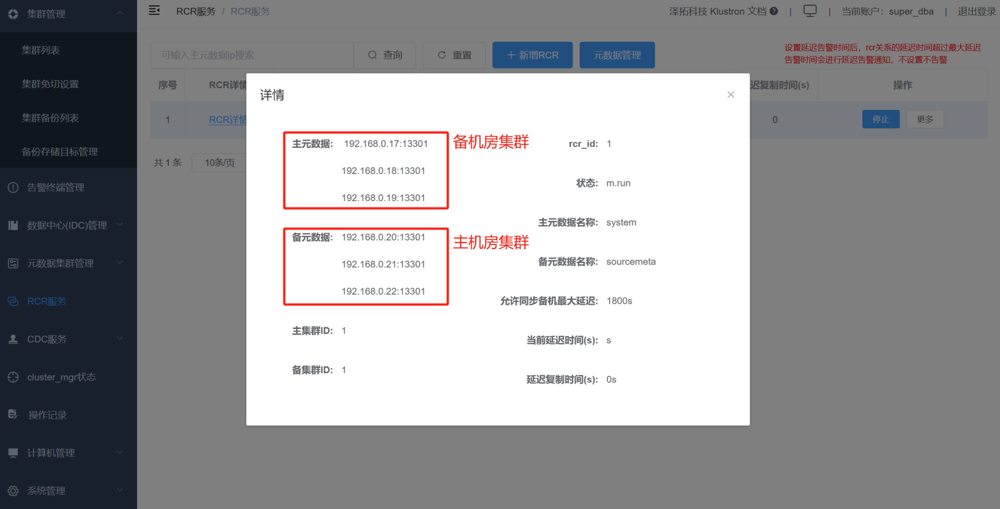 集群管理
集群列表
集群免切设置
集群备份列表
备份存储目标管理
告警终端管理
数据中心(IDC)管理
元数据集群管理
RCR服务
CDC服务
cluster_mgr状态
操作记录
计算机管理
系统管理
RCR服务 / RCR服务
泽拓科技 Klustron 文档 | | 当前账户：super_dba | 退出登录
可输入主元数据ip搜索 查询 重置 新增RCR 元数据管理
设置延迟告警时间后，rcr关系的延迟时间超过最大延迟
告警时间会进行延迟告警通知，不设置不告警
序号 RCR详情 迟复制时间(s) 操作
1 RCR详情 0 停止 更多
共 1 条 10条/页
详情
主元数据: 192.168.0.17:13301
192.168.0.18:13301
192.168.0.19:13301
备机房集群
备元数据: 192.168.0.20:13301
192.168.0.21:13301
192.168.0.22:13301
主机房集群
主集群ID: 1
备集群ID: 1
rcr_id: 1
状态: m.run
主元数据名称: system
备元数据名称: sourcemeta
允许同步备机最大延迟: 1800s
当前延迟时间(s): s
延迟复制时间(s): 0s